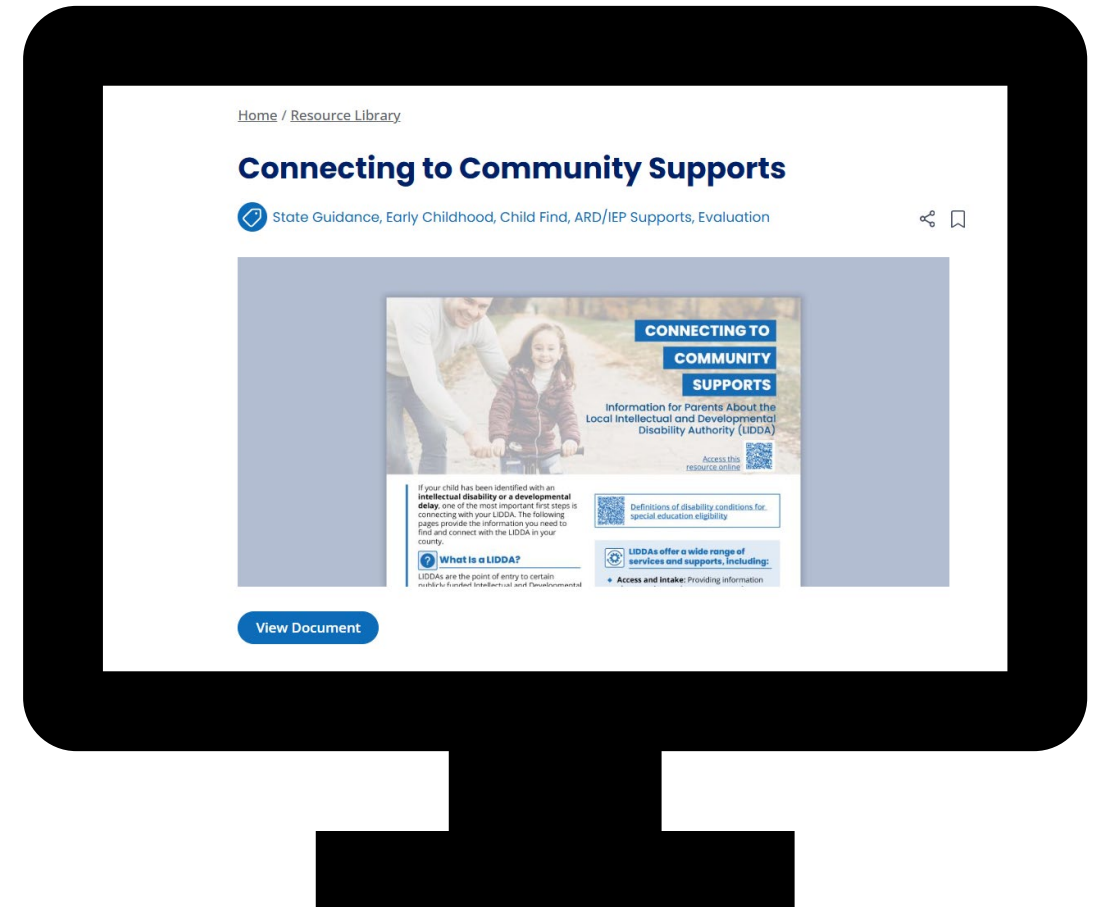 Home / Resource Library
Connecting to Community Supports
State Guidance, Early Childhood, Child Find, ARD/IEP Supports, Evaluation
CONNECTING TO
COMMUNITY
SUPPORTS
Information for Parents About the
Local Intellectual and Developmental
Disability Authority (LIDDA)
Access this
resource online
If your child has been identified with an
intellectual disability or a developmental
delay, one of the most important first steps is
connecting with your LIDDA. The following
pages provide the information you need to
find and connect with the LIDDA in your
county.
What Is a LIDDA?
LIDDAs are the point of entry to certain
publicly funded Intellectual and Developmental
Definitions of disability conditions for
special education eligibility
LIDDAs offer a wide range of
services and supports, including:
Access and intake: Providing information
View Document